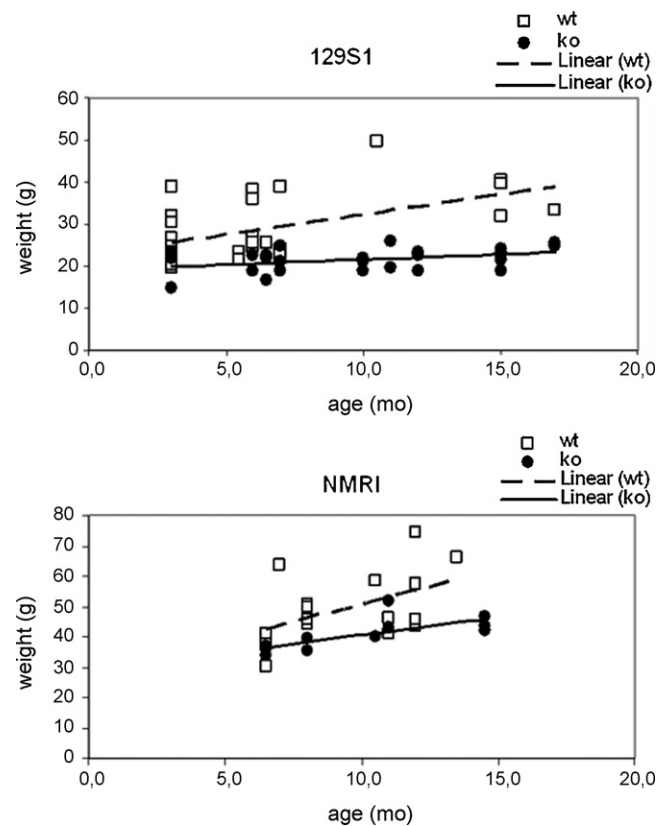 129S1
wt
ko
Linear (wt)
Linear (ko)
60
50
40
30
20
10
0
weight (g)
0,0 5,0 10,0 15,0 20,0
age (mo)
NMRI
wt
ko
Linear (wt)
Linear (ko)
80
70
60
50
40
30
20
10
0
weight (g)
0,0 5,0 10,0 15,0 20,0
age (mo)